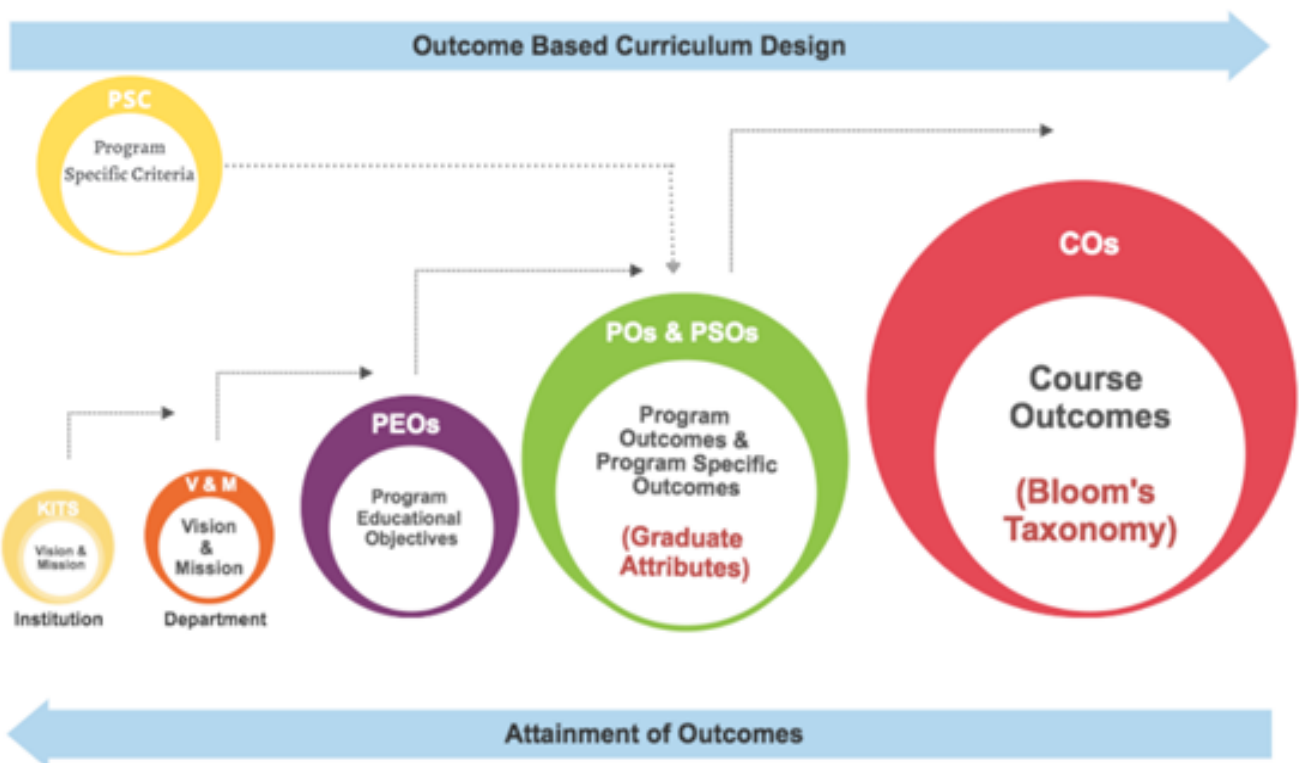 Outcome Based Curriculum Design
PSC
Program
Specific Criteria
COs
Course
Outcomes
(Bloom's
Taxonomy)
POs & PSOs
Program
Outcomes &
Program Specific
Outcomes
(Graduate
Attributes)
PEOs
Program
Educational
Objectives
V & M
Vision
&
Mission
Department
KITS
Vision &
Mission
Institution
Attainment of Outcomes